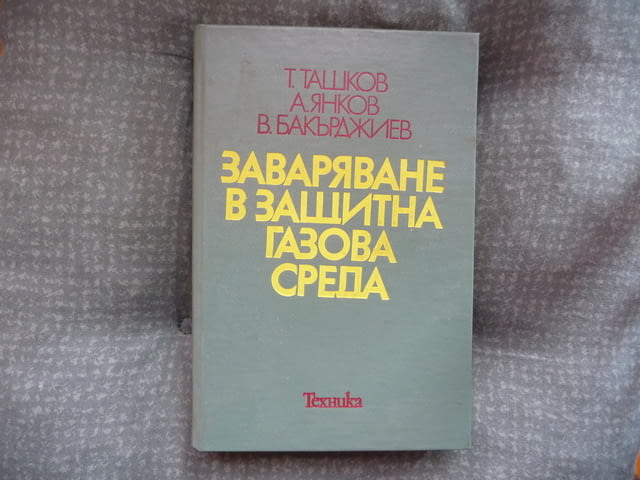 Т. ТАШКОВ
А. ЯНКОВ
В. БАКЪРДЖИЕВ
ЗАВАРЯВАНЕ
В ЗАЩИТНА
ГАЗОВА
СРЕДА
Техника